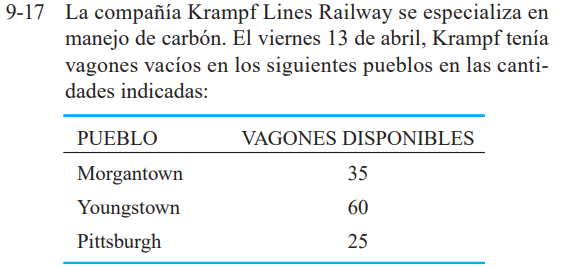 9-17 La compañía Krampf Lines Railway se especializa en
manejo de carbón. El viernes 13 de abril, Krampf tenía
vagones vacíos en los siguientes pueblos en las canti-
dades indicadas:
PUEBLO VAGONES DISPONIBLES
Morgantown 35
Youngstown 60
Pittsburgh 25